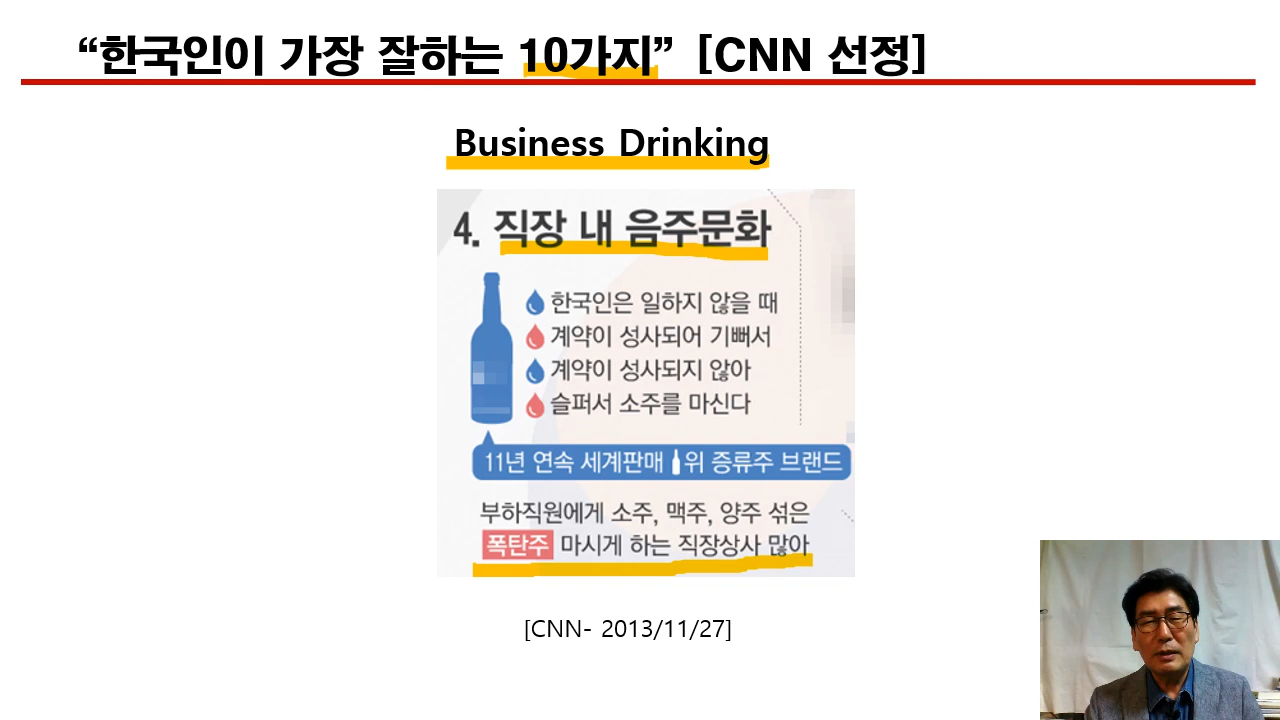 “한국인이 가장 잘하는 10가지” [CNN 선정]
Business Drinking
4. 직장 내 음주문화
한국인은 일하지 않을 때
계약이 성사되어 기뻐서
계약이 성사되지 않아
슬퍼서 소주를 마신다
11년 연속 세계판매 위 증류주 브랜드
부하직원에게 소주, 맥주, 양주 섞은
폭탄주 마시게 하는 직장상사 많아
[CNN- 2013/11/27]